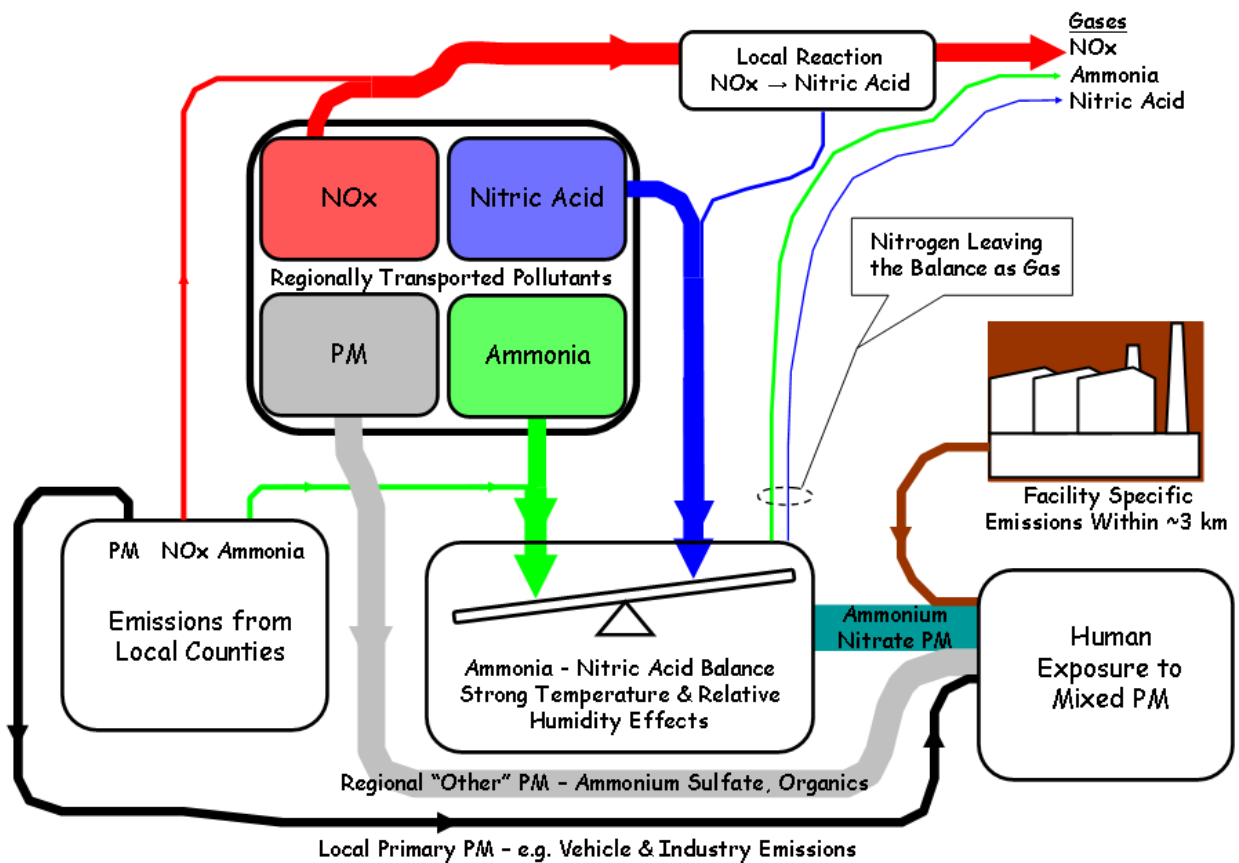 Gases
NOx
Ammonia
Nitric Acid
Local Reaction
NOx → Nitric Acid
NOx
Nitric Acid
Regionally Transported Pollutants
PM
Ammonia
Nitrogen Leaving
the Balance as Gas
Facility Specific
Emissions Within ~3 km
PM NOx Ammonia
Emissions from
Local Counties
Ammonia - Nitric Acid Balance
Strong Temperature & Relative
Humidity Effects
Ammonium
Nitrate PM
Human
Exposure to
Mixed PM
Regional “Other” PM – Ammonium Sulfate, Organics
Local Primary PM – e.g. Vehicle & Industry Emissions